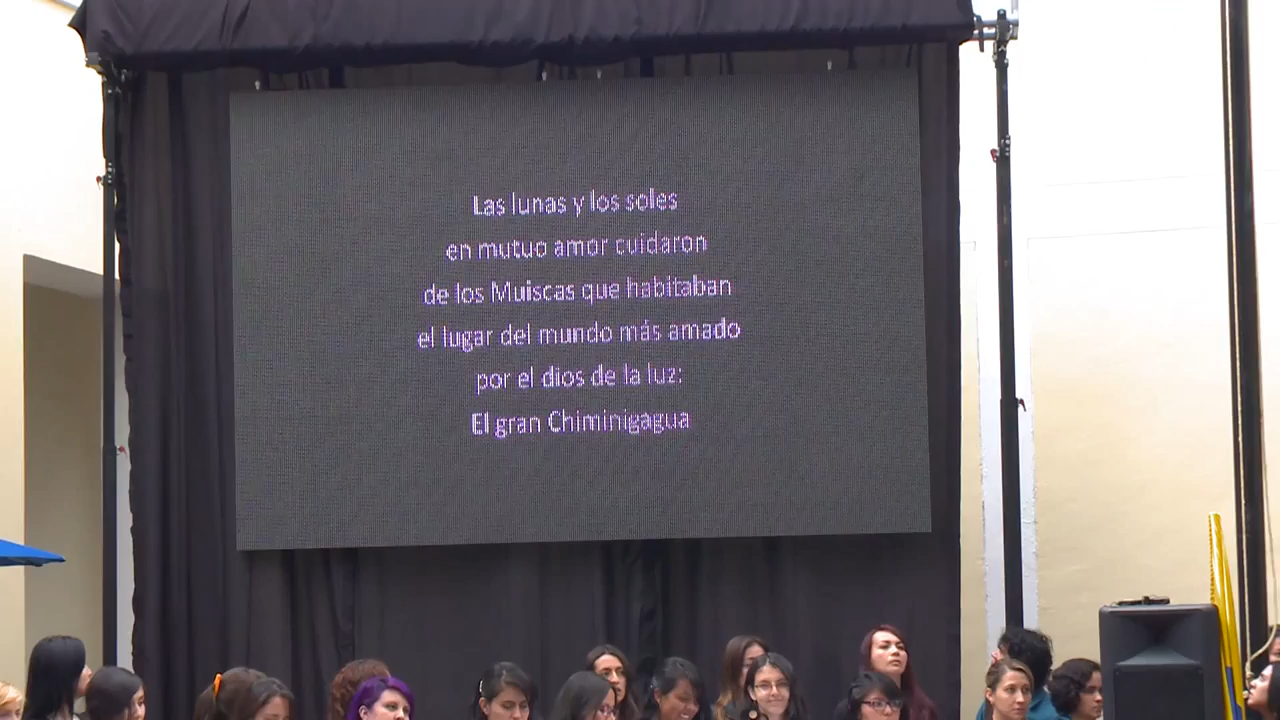 Las lunas y los soles
en mutuo amor cuidaron
de los Muiscas que habitaban
el lugar del mundo más amado
por el dios de la luz:
El gran Chiminigagua